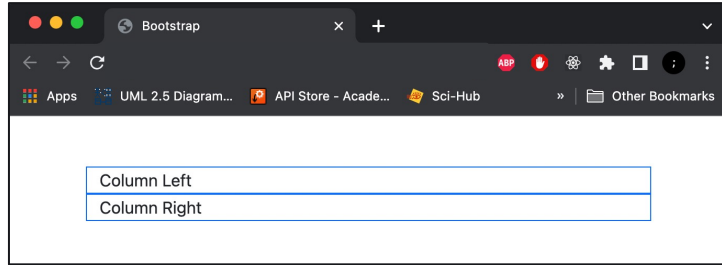 Bootstrap
ABP
;
Apps UML 2.5 Diagram... API Store - Acade... Sci-Hub » Other Bookmarks
Column Left
Column Right